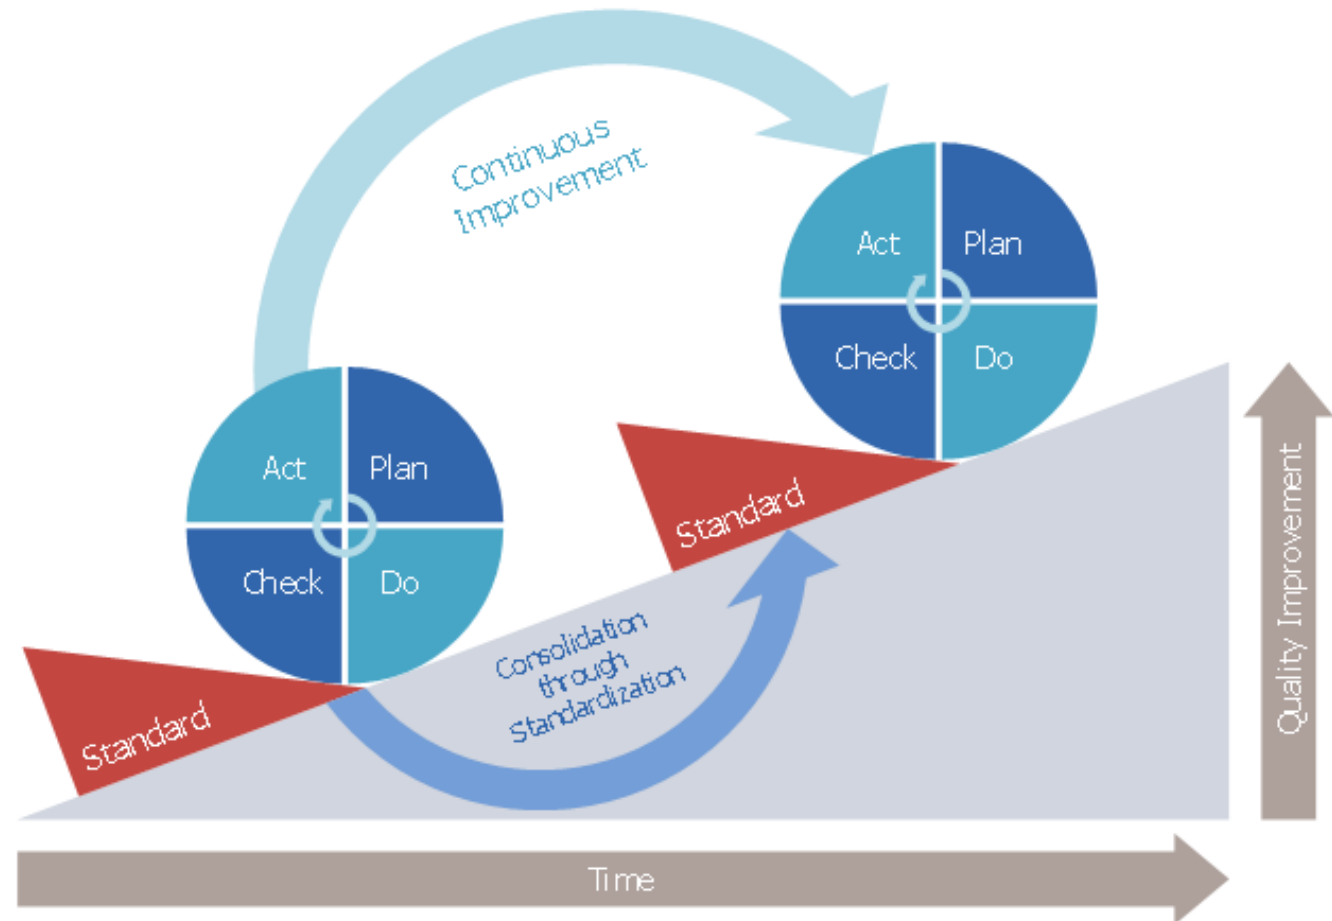 Continuous
Improvement
Act
Plan
Check
Do
Act
Plan
Check
Do
Standard
Standard
Consolidation
through
Standardization
Quality Improvement
Time